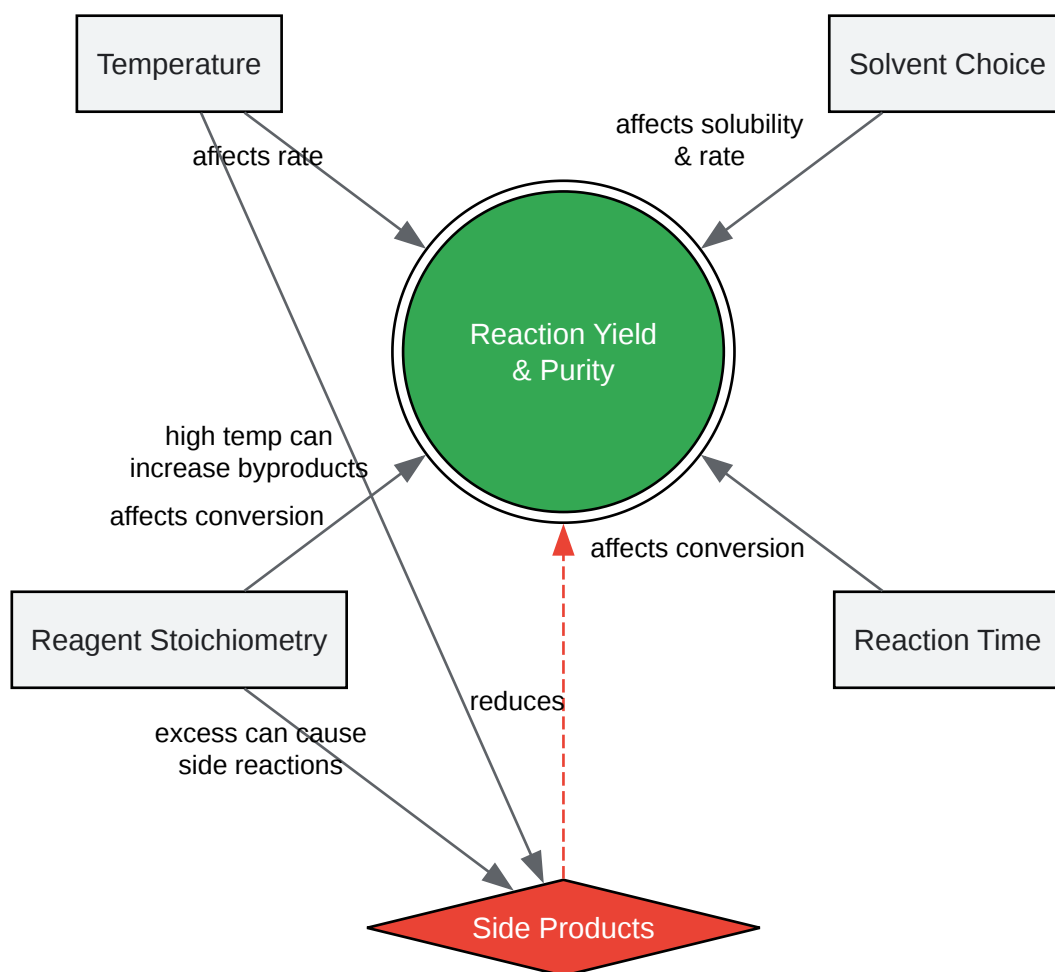 Temperature
Solvent Choice
affects solubility
& rate
affects rate
Reaction Yield
& Purity
high temp can
increase byproducts
affects conversion
affects conversion
Reagent Stoichiometry
Reaction Time
reduces
excess can cause
side reactions
Side Products